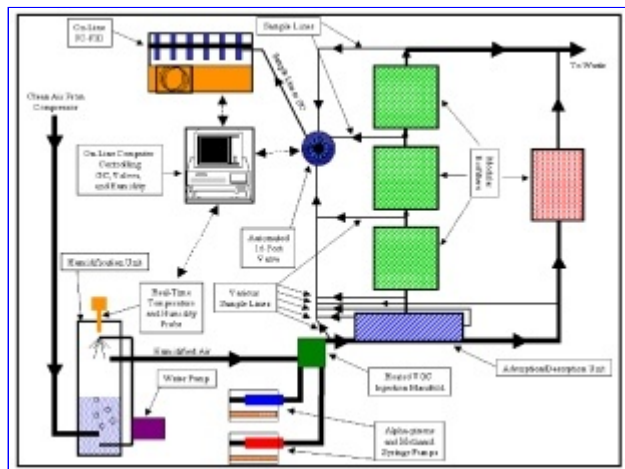 On-Line
GC-FID
Sample Lines
To Waste
Clean Air From
Compressor
Sample Line to GC
On-Line Computer
Controlling
GC, Valves,
and Humidity
Modular
Biofilters
Automated
16-Port
Valve
Humidification Unit
Real-Time
Temperature
and Humidity
Probe
Various
Sample Lines
Humidified Air
Water Pump
Heated VOC
Injection Manifold
Adsorption/Desorption Unit
Alpha-pinene
and Methanol
Syringe Pumps